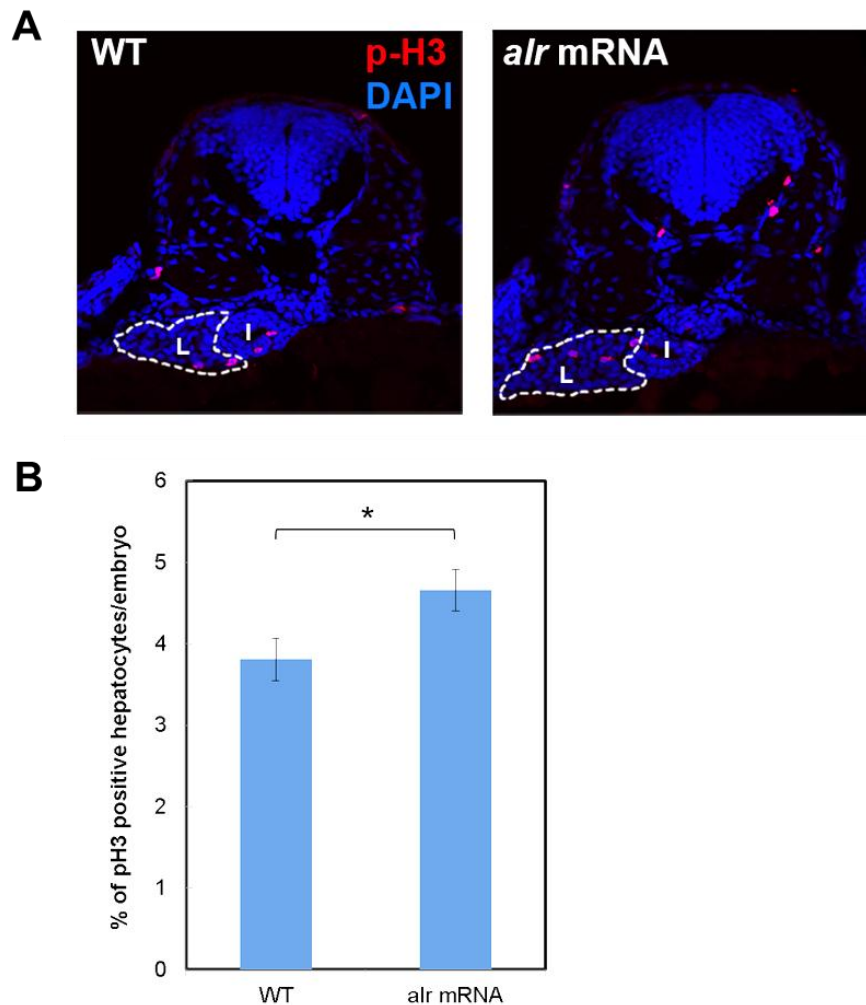 A
WT
p-H3
DAPI
alr mRNA
L
I
L
I
B
% of pH3 positive hepatocytes/embryo
6
5
4
3
2
1
0
*
WT
alr mRNA